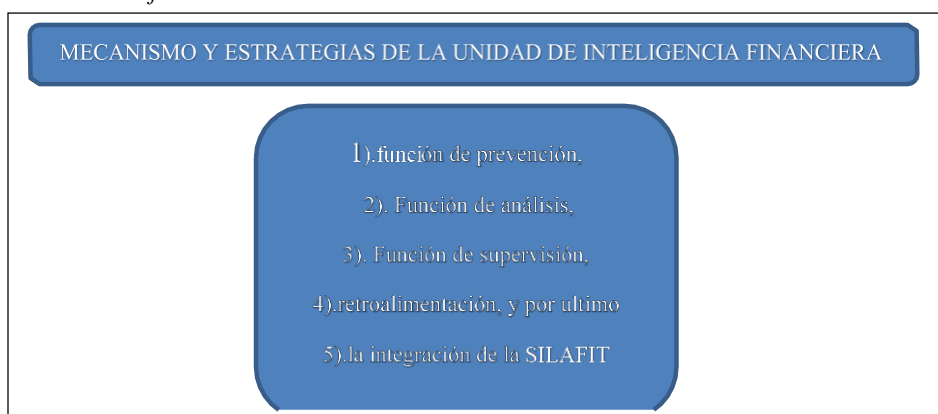 MECANISMO Y ESTRATEGIAS DE LA UNIDAD DE INTELIGENCIA FINANCIERA
1).función de prevención,
2). Función de análisis,
3). Función de supervisión,
4).retroalimentación, y por ultimo
5).la integración de la SILAFIT